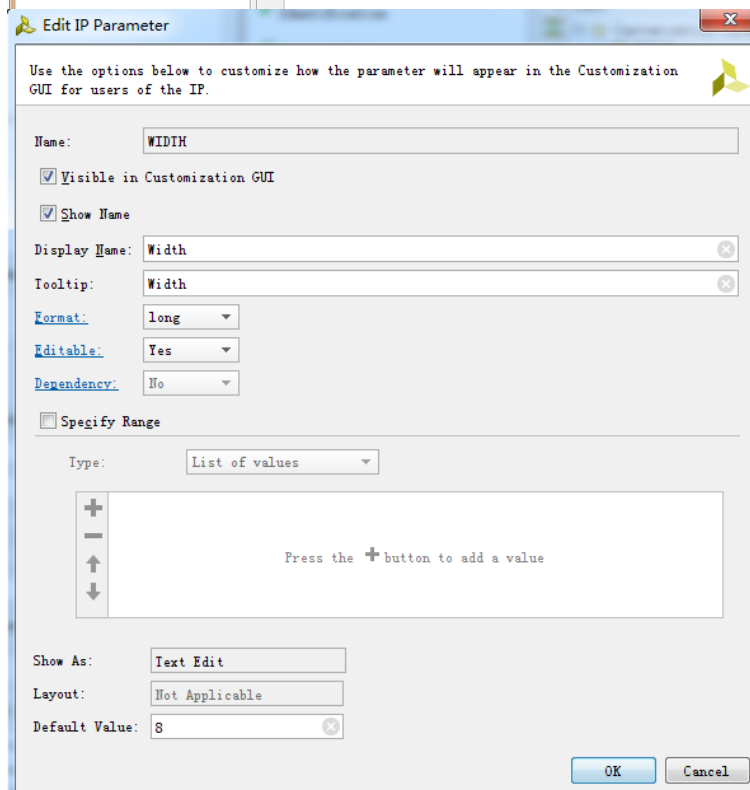 Edit IP Parameter
Use the options below to customize how the parameter will appear in the Customization
GUI for users of the IP.
Name: WIDTH
Visible in Customization GUI
Show Name
Display Name: Width
Tooltip: Width
Format: long
Editable: Yes
Dependency: No
Specify Range
Type: List of values
Press the + button to add a value
Show As: Text Edit
Layout: Not Applicable
Default Value: 8
OK Cancel